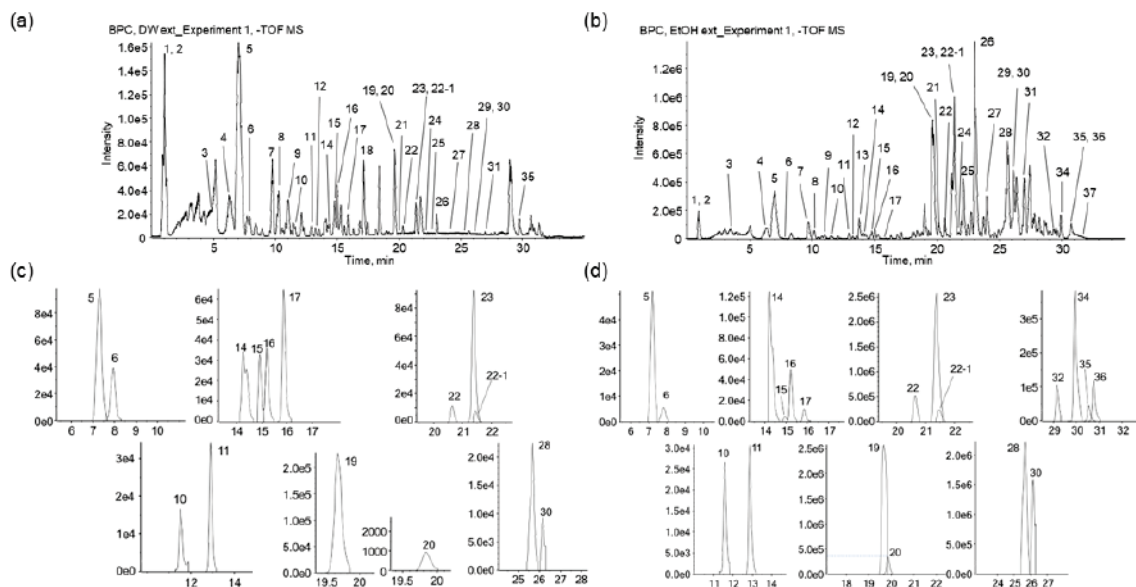 (a)
BPC, DW ext_Experiment 1, -TOF MS
Intensity
1.6e5
1.4e5
1.2e5
1.0e5
8.0e4
6.0e4
4.0e4
2.0e4
0.0e0
1, 2
3
4
5
6
7
8
9
10
11
12
14
15
16
17
18
19, 20
21
22
23, 22-1
24
25
26
27
28
29, 30
31
35
5 10 15 20 25 30
Time, min
(b)
BPC, EtOH ext_Experiment 1, -TOF MS
Intensity
1.2e6
1.0e6
8.0e5
6.0e5
4.0e5
2.0e5
0.0e0
1, 2
3
4
5
6
7
8
9
10
11
12
13
14
15
16
17
19, 20
21
22
23, 22-1
24
25
26
27
28
29, 30
31
32
34
35, 36
37
5 10 15 20 25 30
Time, min
(c)
8e4
6e4
4e4
2e4
0e0
5
6
6 7 8 9 10
6e4
5e4
4e4
3e4
2e4
1e4
0e0
14
15
16
17
14 15 16 17
8e4
6e4
4e4
2e4
0e0
22
23
22-1
20 21 22
3e4
2e4
1e4
0e0
10
11
12 14
2.0e5
1.5e5
1.0e5
5.0e4
0.0e0
19
19.5 20
2000
1000
0
20
19.5 20
2.0e4
1.5e4
1.0e4
5.0e3
0.0e0
28
30
25 26 27 28
(d)
4e4
3e4
2e4
1e4
0e0
5
6
6 7 8 9 10
1.2e5
1.0e5
8.0e4
6.0e4
4.0e4
2.0e4
0.0e0
14
15
16
17
14 15 16 17
2.5e6
2.0e6
1.5e6
1.0e6
5.0e5
0.0e0
22
23
22-1
20 21 22
3e5
2e5
1e5
0e0
32
34
35
36
29 30 31 32
3.0e4
2.5e4
2.0e4
1.5e4
1.0e4
5.0e3
0.0e0
10
11
11 12 13 14
2.5e6
2.0e6
1.5e6
1.0e6
5.0e5
0.0e0
19
20
18 19 20 21 22
2.0e6
1.5e6
1.0e6
5.0e5
0.0e0
28
30
24 25 26 27